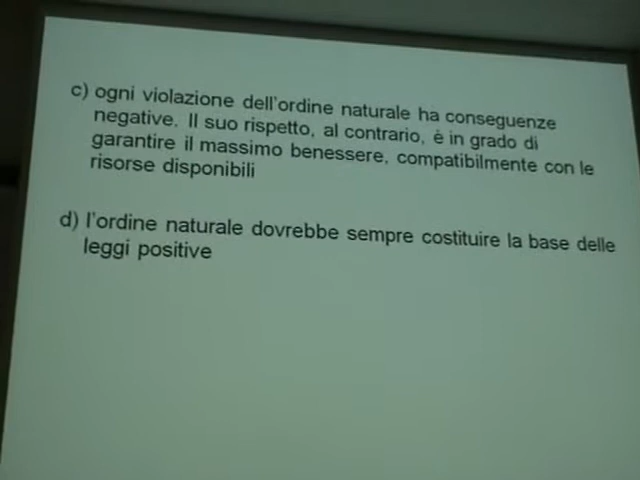 c) ogni violazione dell'ordine naturale ha conseguenze
negative. Il suo rispetto, al contrario, è in grado di
garantire il massimo benessere, compatibilmente con le
risorse disponibili
d) l'ordine naturale dovrebbe sempre costituire la base delle
leggi positive